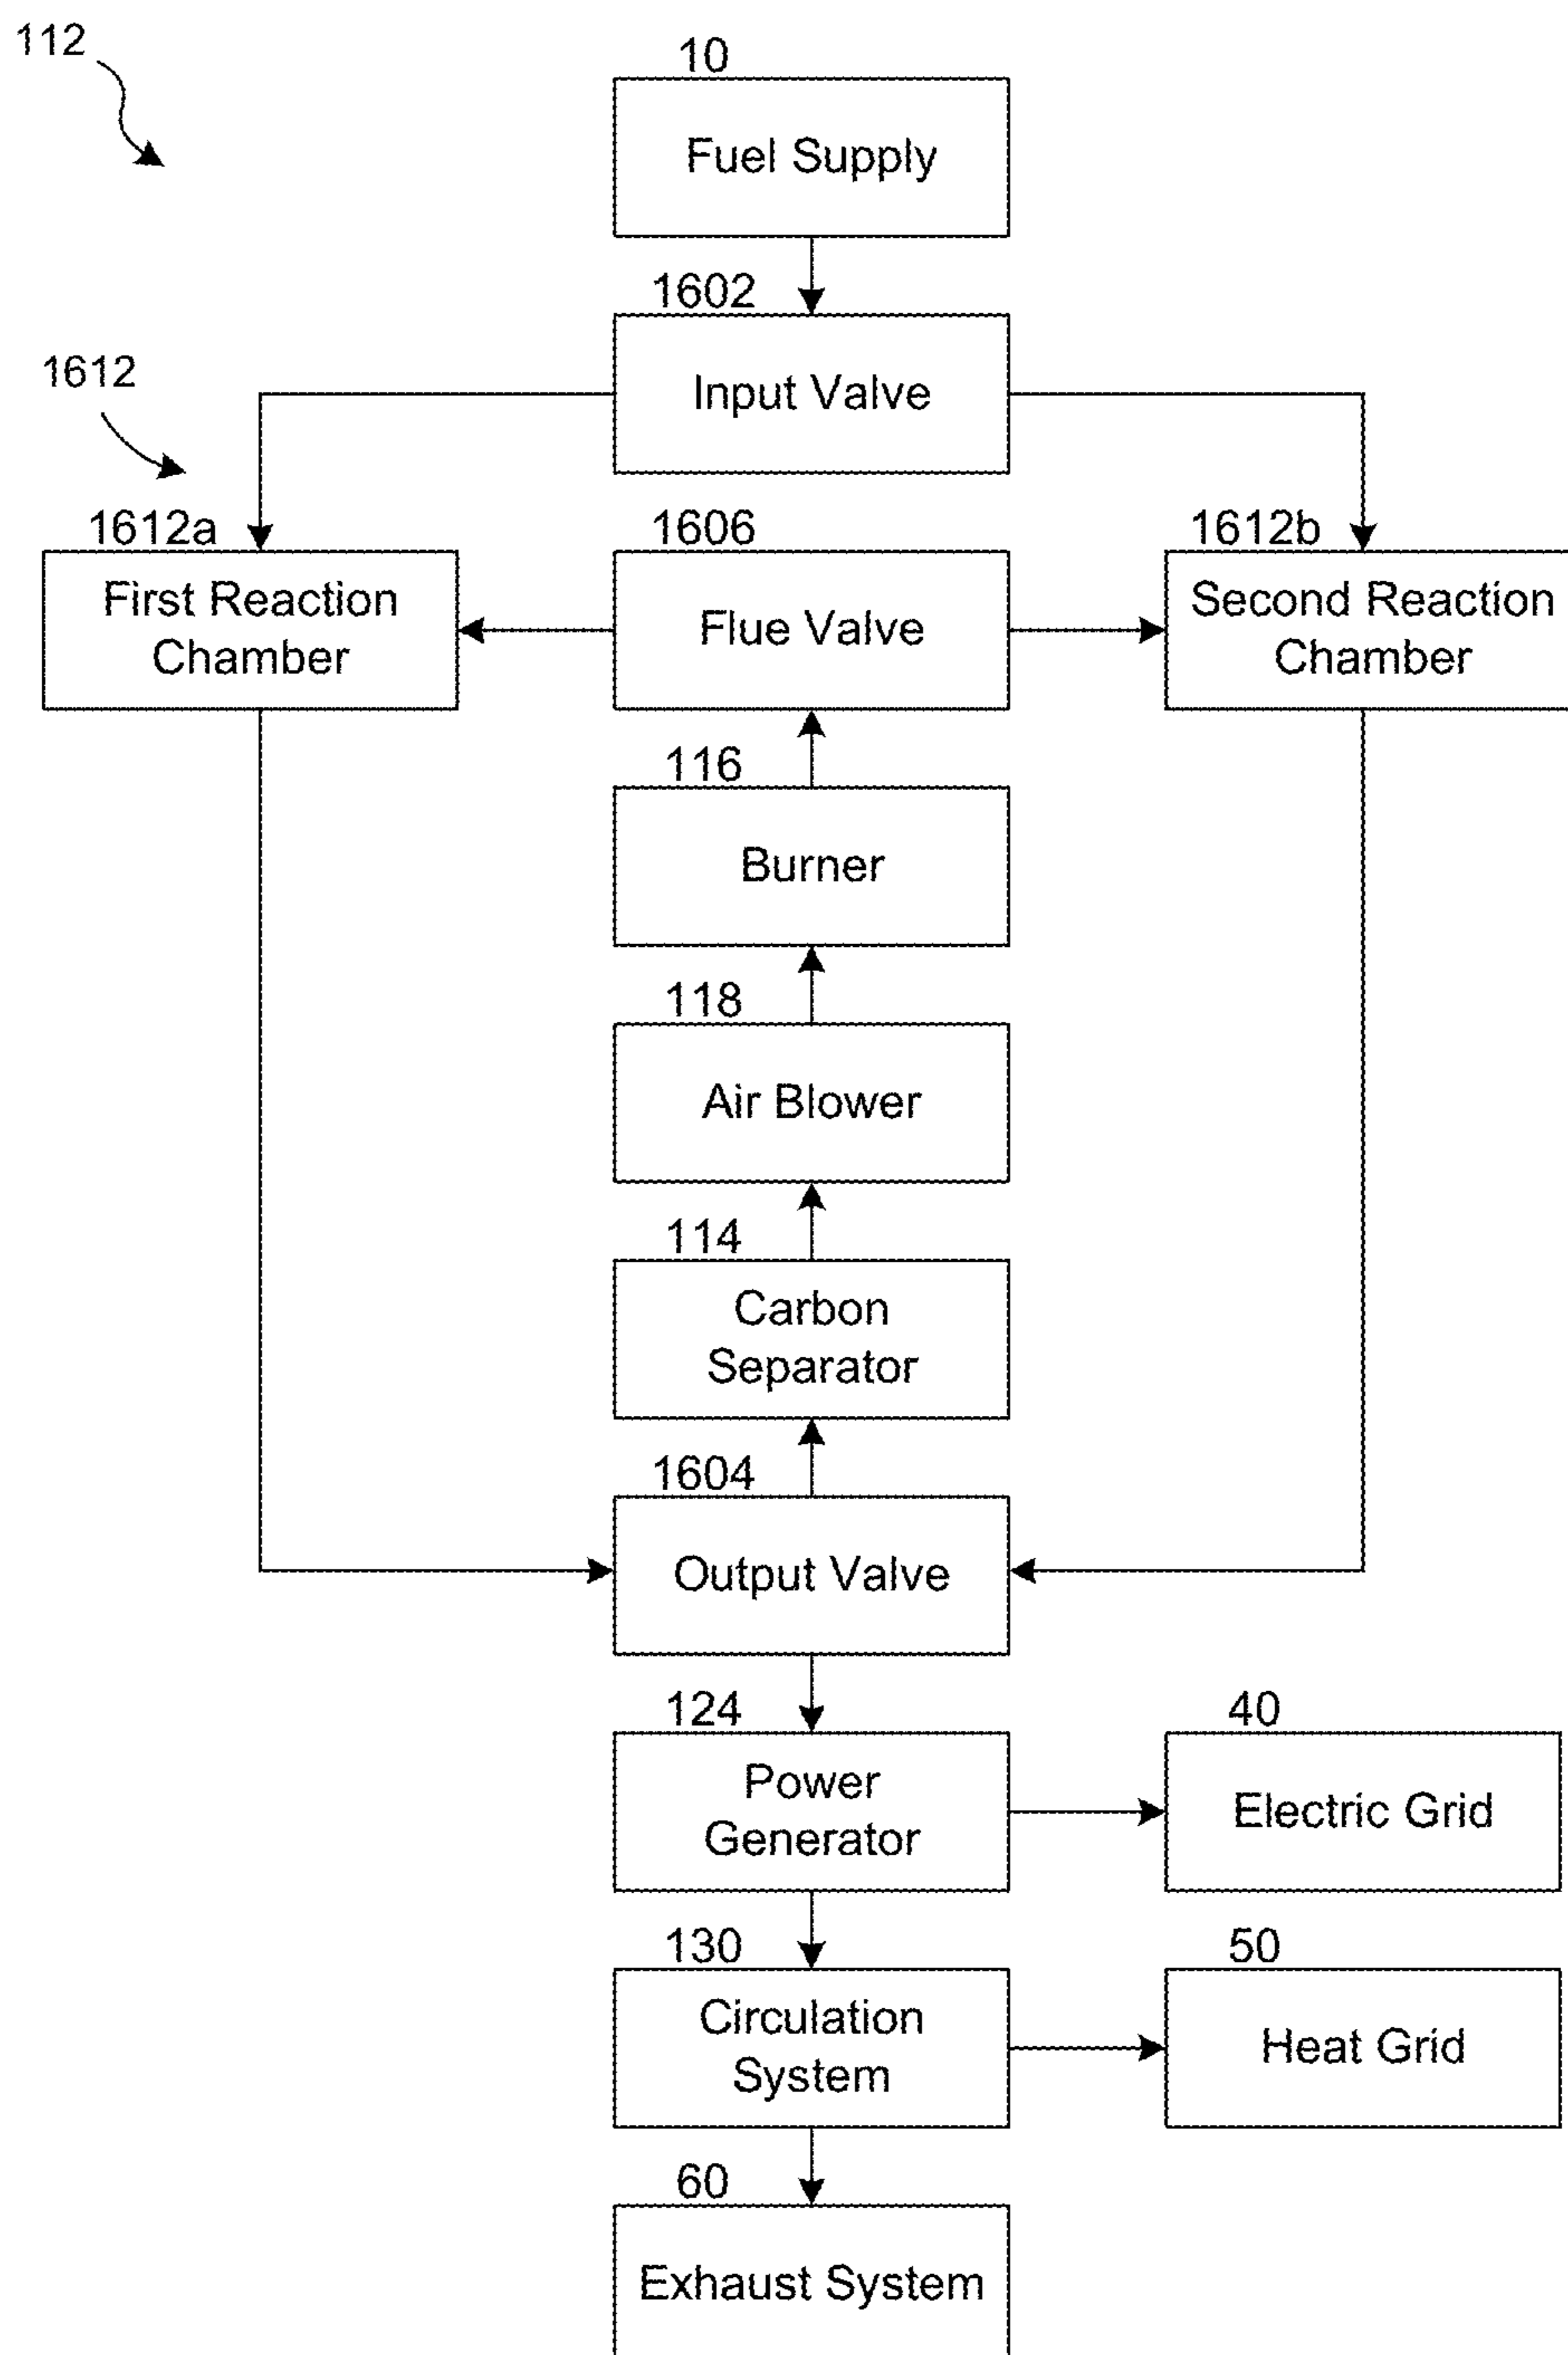 112
10
Fuel Supply
1602
Input Valve
1612
1612a
First Reaction
Chamber
1606
Flue Valve
1612b
Second Reaction
Chamber
116
Burner
118
Air Blower
114
Carbon
Separator
1604
Output Valve
124
Power
Generator
40
Electric Grid
130
Circulation
System
50
Heat Grid
60
Exhaust System